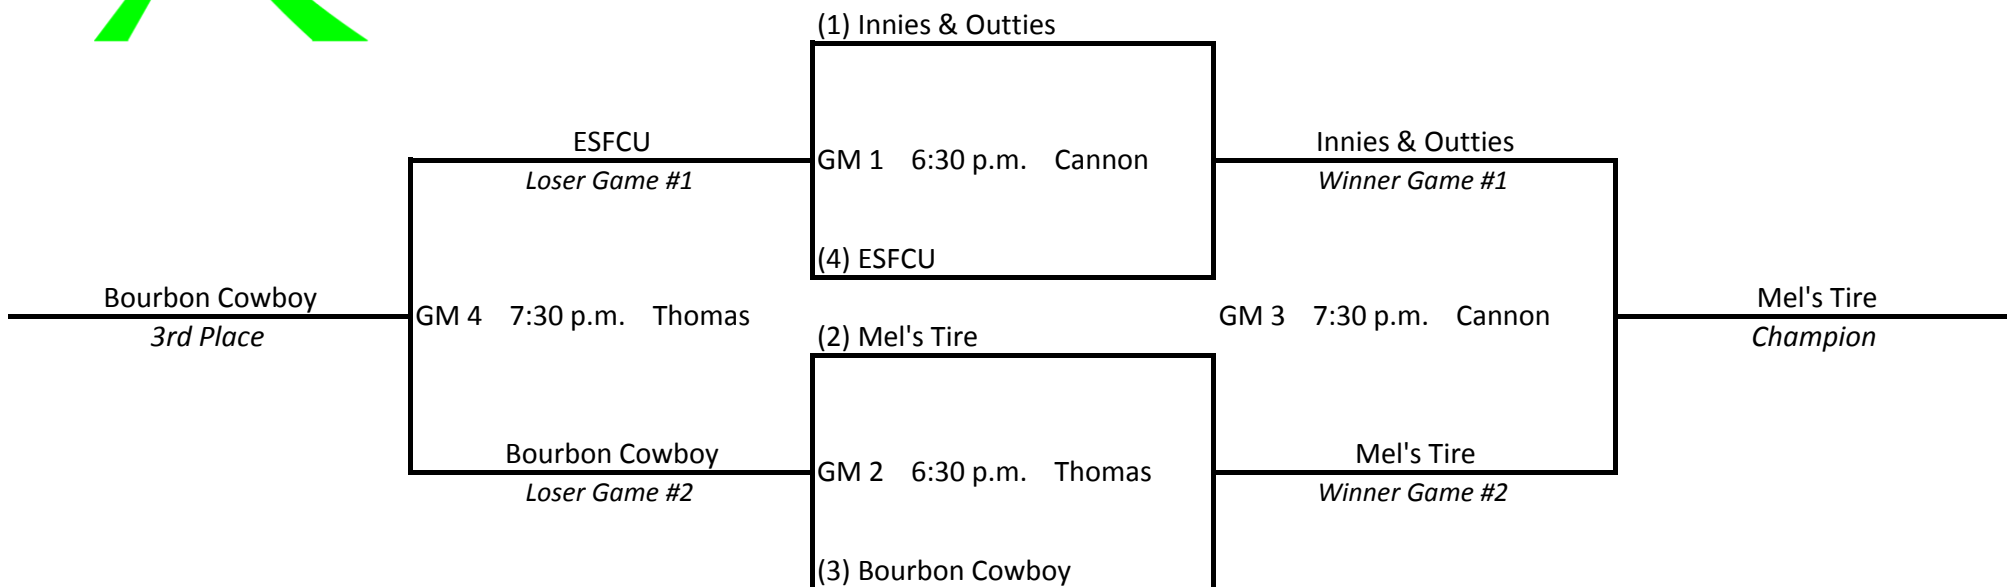 (1) Innies & Outties
ESFCU
Loser Game #1
GM 1 6:30 p.m. Cannon
Innies & Outties
Winner Game #1
(4) ESFCU
Bourbon Cowboy
3rd Place
GM 4 7:30 p.m. Thomas
GM 3 7:30 p.m. Cannon
Mel's Tire
Champion
(2) Mel's Tire
Bourbon Cowboy
Loser Game #2
GM 2 6:30 p.m. Thomas
Mel's Tire
Winner Game #2
(3) Bourbon Cowboy